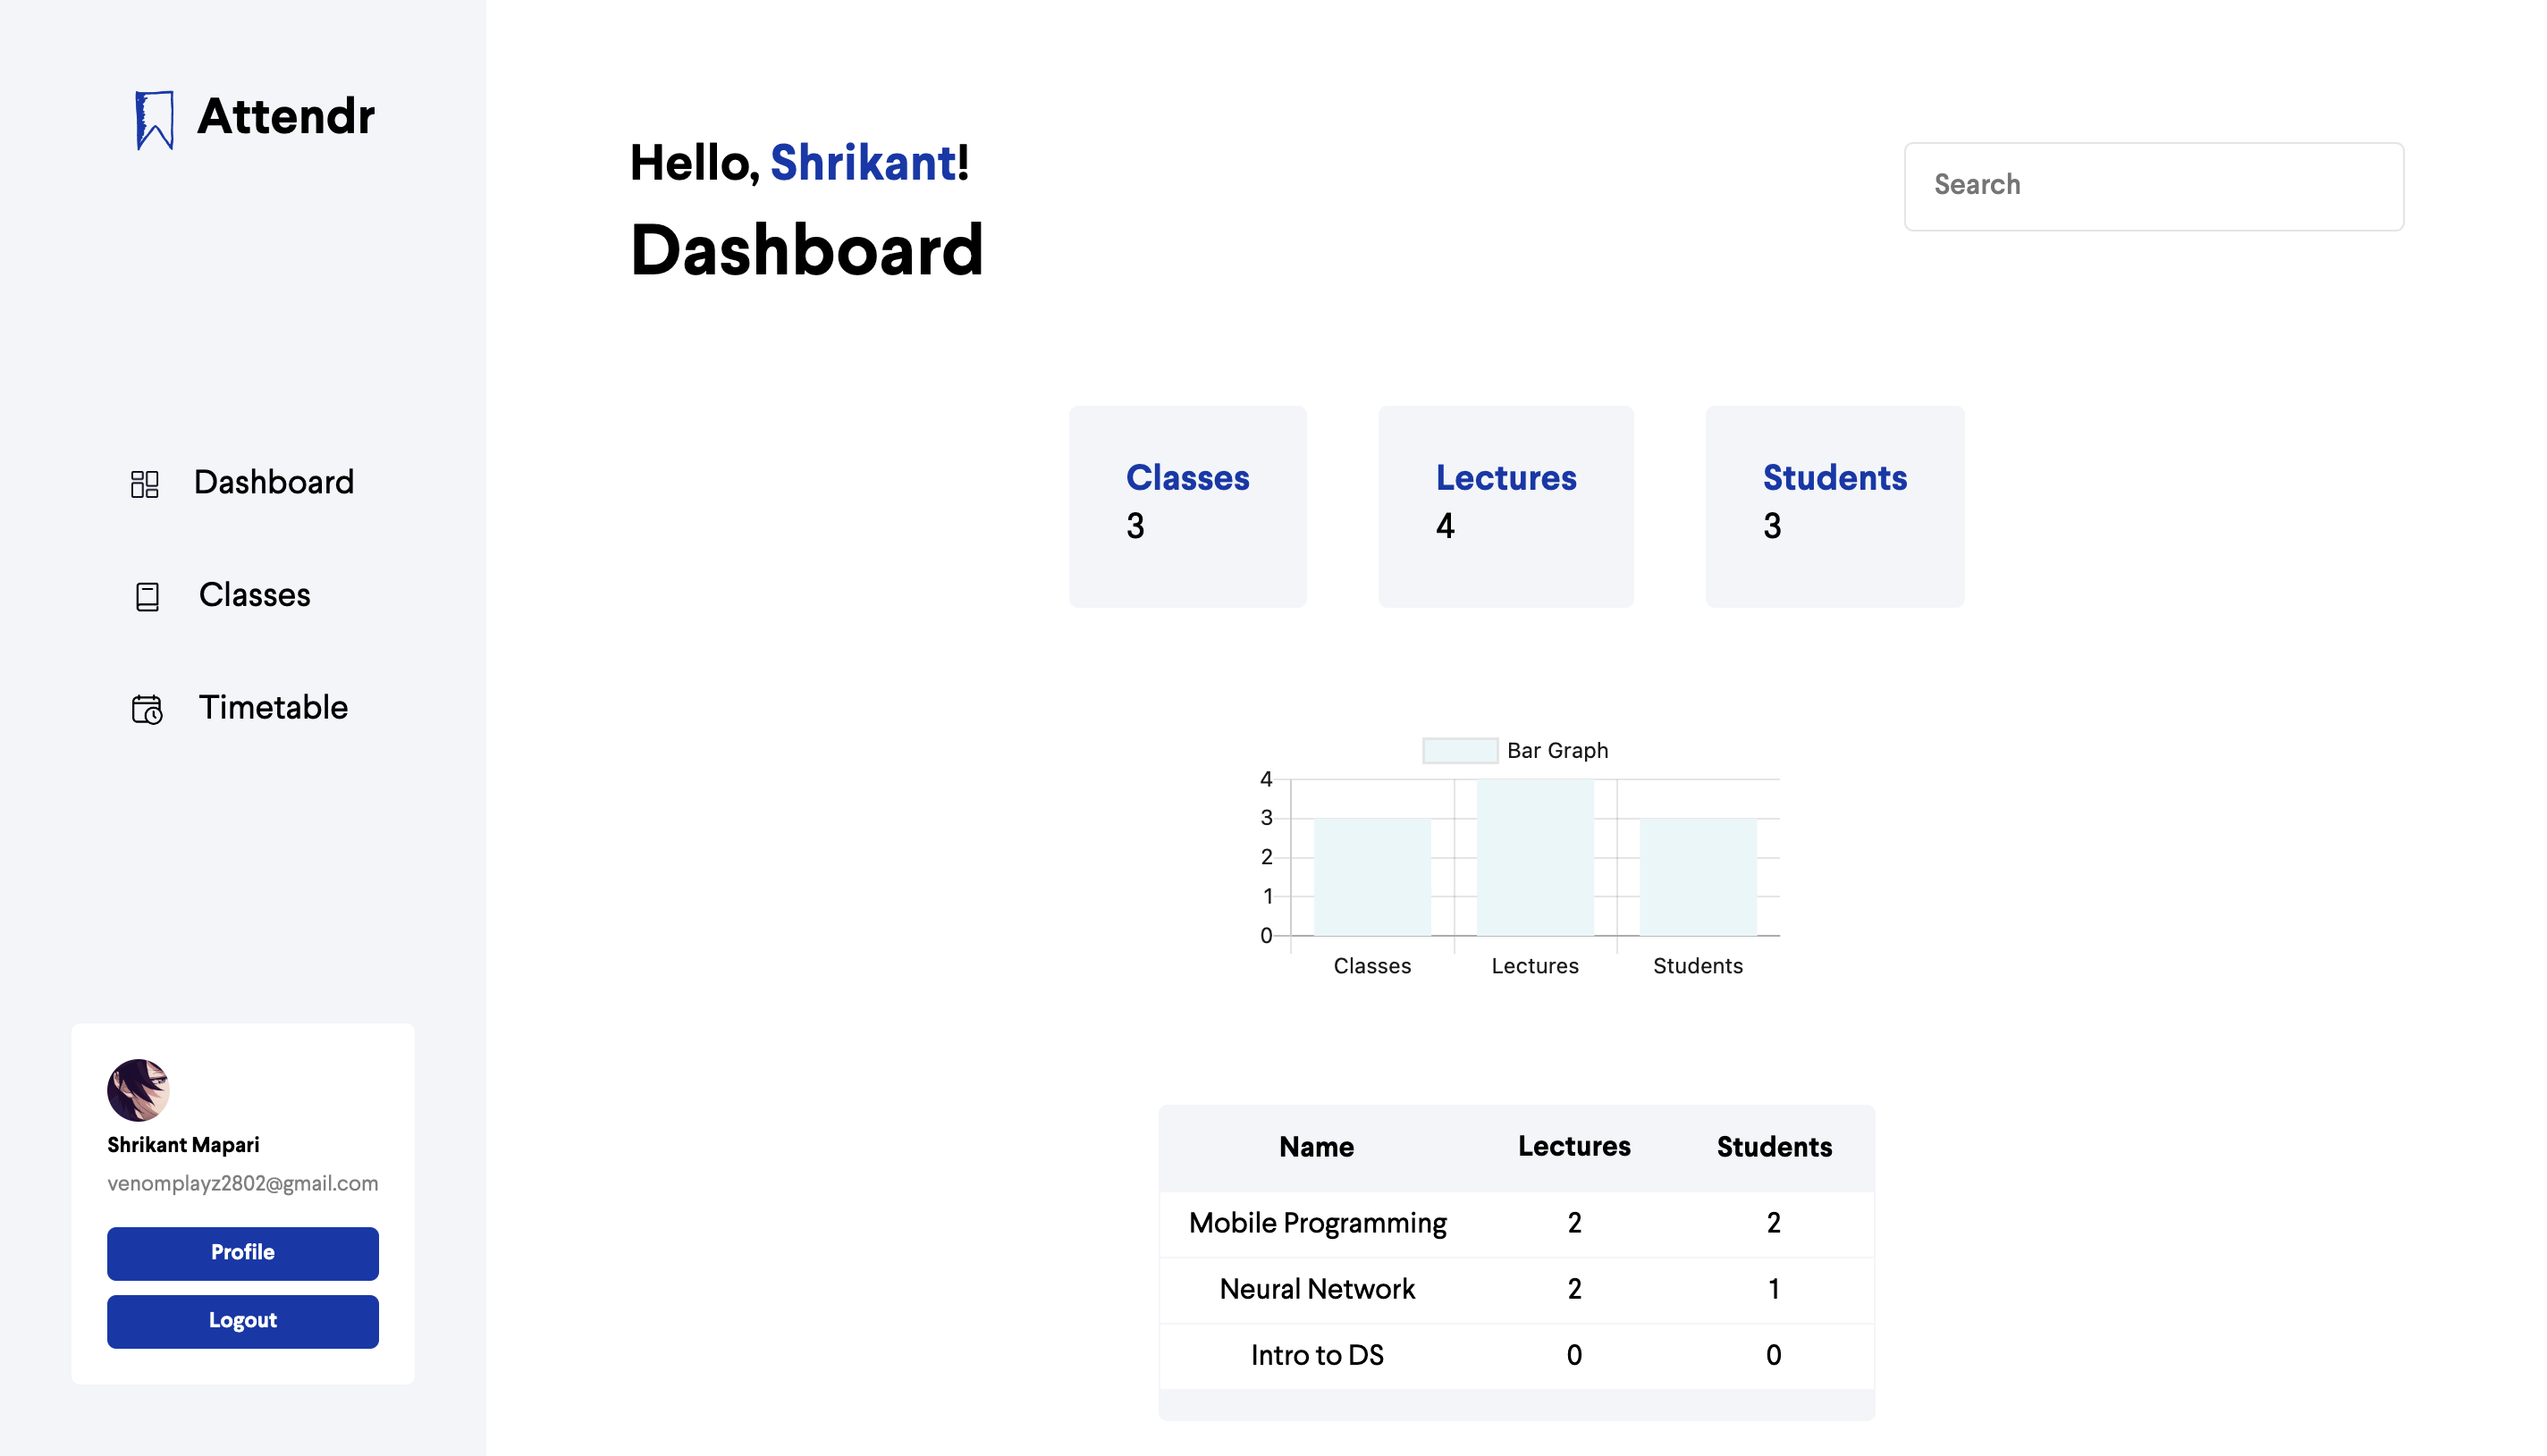 Attendr
Dashboard
Classes
Timetable
Shrikant Mapari
venomplayz2802@gmail.com
Profile
Logout
Hello, Shrikant!
Dashboard
Search
Classes
3
Lectures
4
Students
3
Bar Graph
4
3
2
1
0
Classes Lectures Students
Name Lectures Students
Mobile Programming 2 2
Neural Network 2 1
Intro to DS 0 0